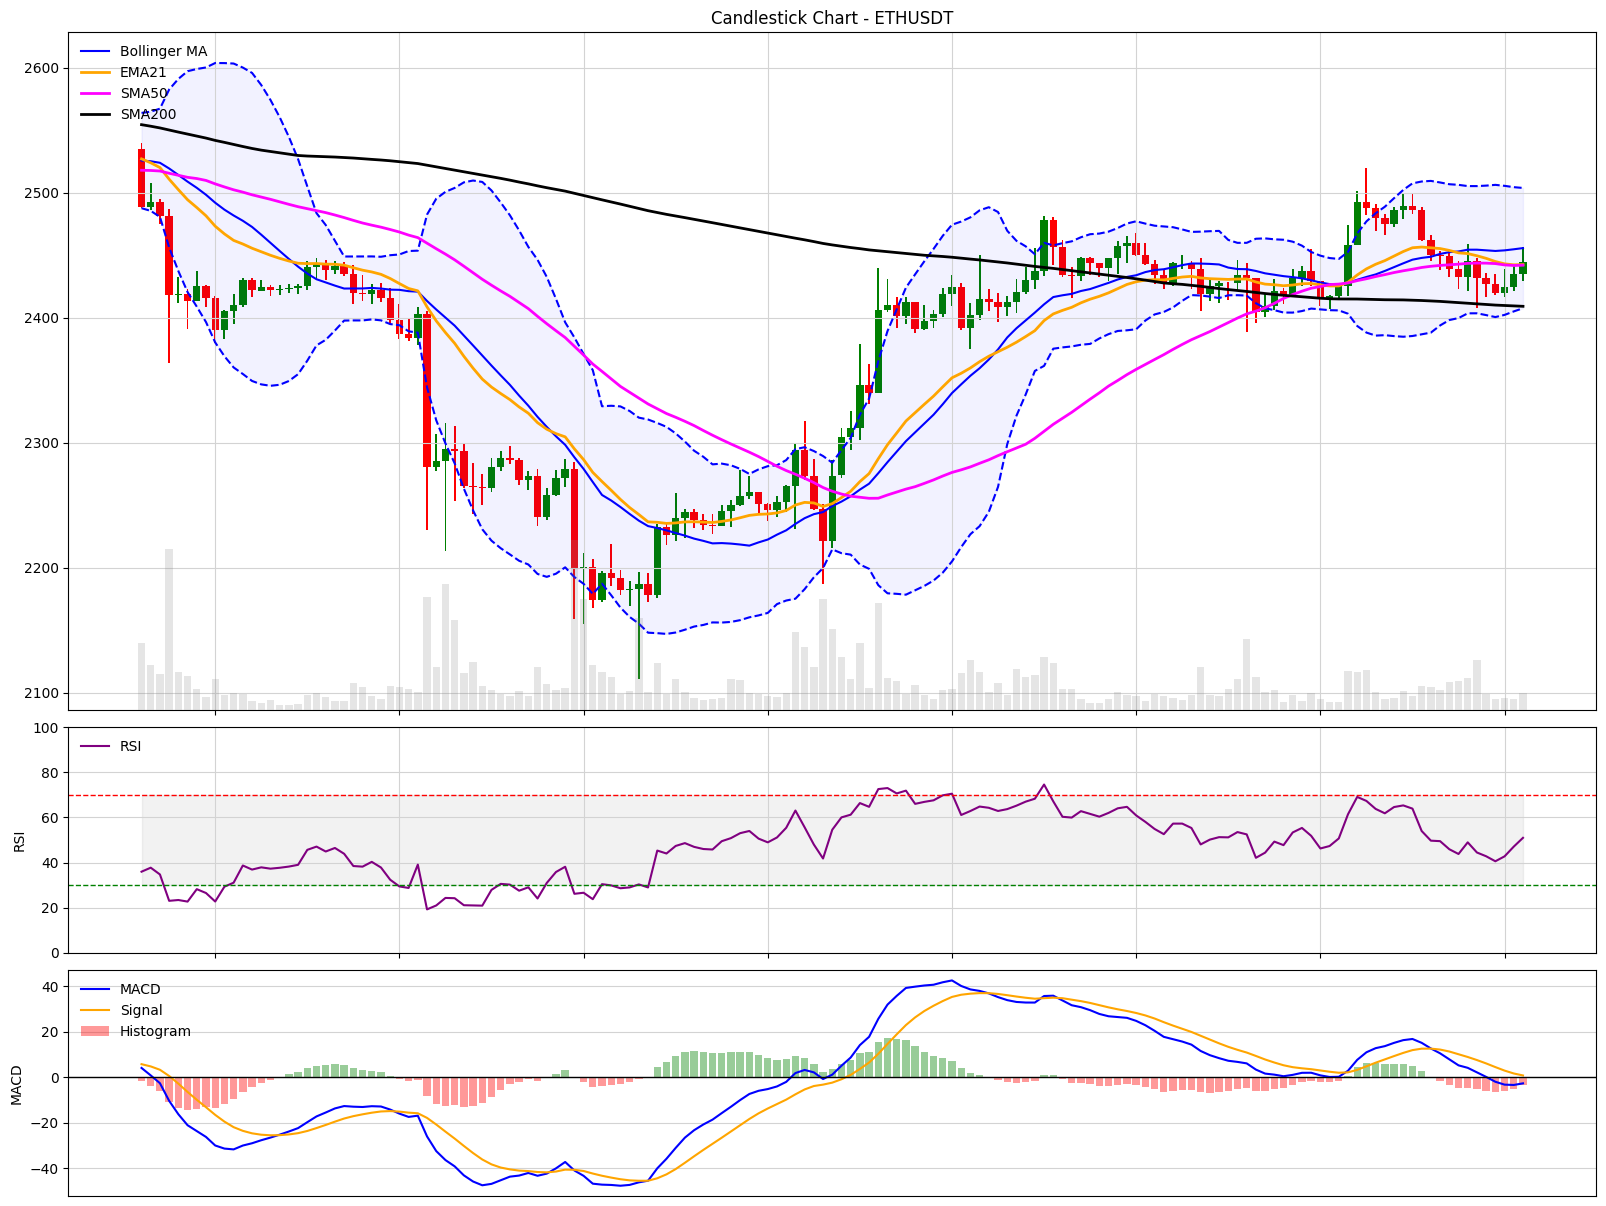 Candlestick Chart - ETHUSDT
Bollinger MA
EMA21
SMA50
SMA200
2600
2500
2400
2300
2200
2100
RSI
100
80
60
40
20
0
RSI
MACD
Signal
Histogram
40
20
0
−20
−40
MACD